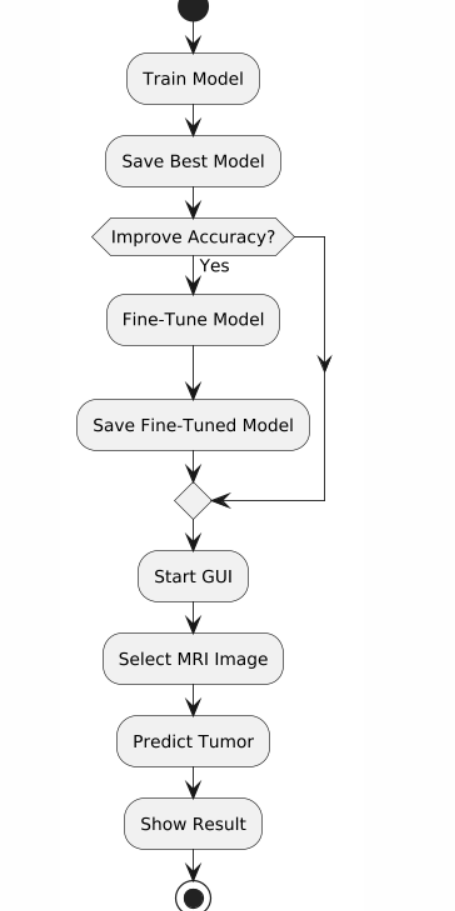 Train Model
Save Best Model
Improve Accuracy?
Yes
Fine-Tune Model
Save Fine-Tuned Model
Start GUI
Select MRI Image
Predict Tumor
Show Result